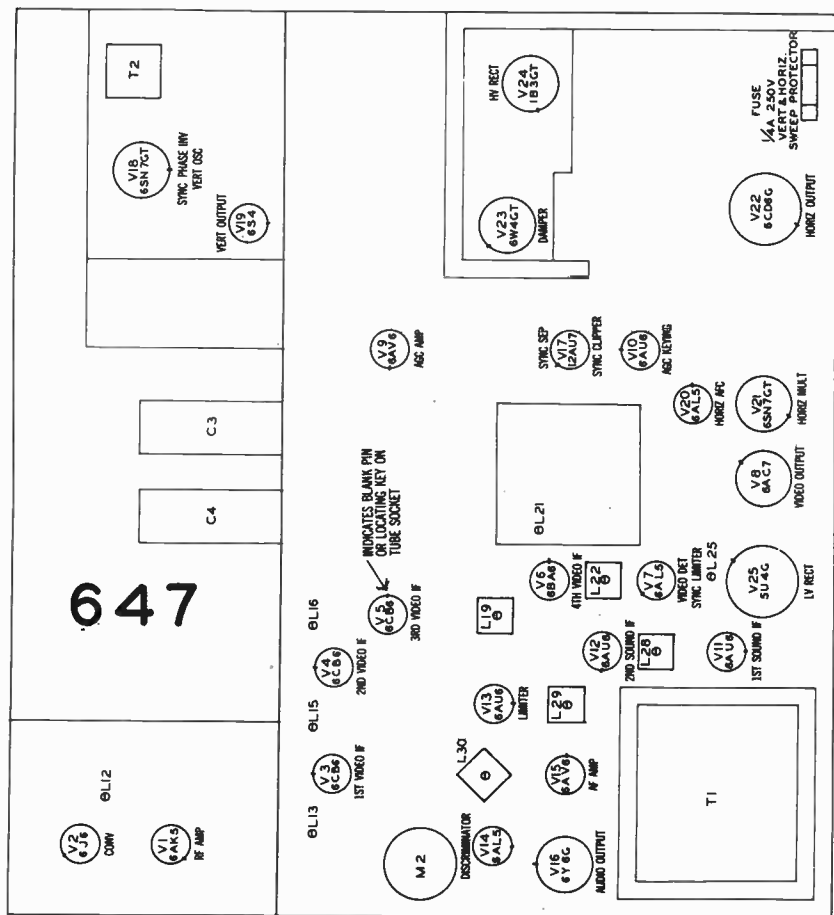 647
T2
V18
6SN7GT
SYNC PHASE INV
VERT OSC
VERT OUTPUT
V19
6S4
C3
C4
ӨL12
V2
6J6
CONV
V1
6AK5
RF AMP
HV RECT
V24
1B3GT
V23
6W4GT
DAMPER
FUSE
1/4A 250V
VERT & HORIZ.
SWEEP PROTECTOR
V22
6CD6G
HORIZ OUTPUT
V9
6AV6
AGC AMP
SYNC SEP
V17
12AU7
SYNC CLIPPER
V10
6AU6
AGC KEYING
V20
6AL5
HORIZ AFC
V21
6SN7GT
HORIZ MULT
INDICATES BLANK PIN
OR LOCATING KEY ON
TUBE SOCKET
ӨL21
V8
6AC7
VIDEO OUTPUT
ӨL16
V5
6CB6
3RD VIDEO IF
L19
Ө
V6
6BA6
4TH VIDEO IF
L22
Ө
V7
6AL5
VIDEO DET
SYNC LIMITER
ӨL25
V25
5U4G
LV RECT
V4
6CB6
2ND VIDEO IF
ӨL15
V12
6AU6
2ND SOUND IF
L28
Ө
V11
6AU6
1ST SOUND IF
V13
6AU6
LIMITER
L29
Ө
V3
6CB6
1ST VIDEO IF
ӨL13
L30
Ө
V15
6AV6
AF AMP
T1
M2
DISCRIMINATOR
V14
6AL5
V16
6Y6G
AUDIO OUTPUT